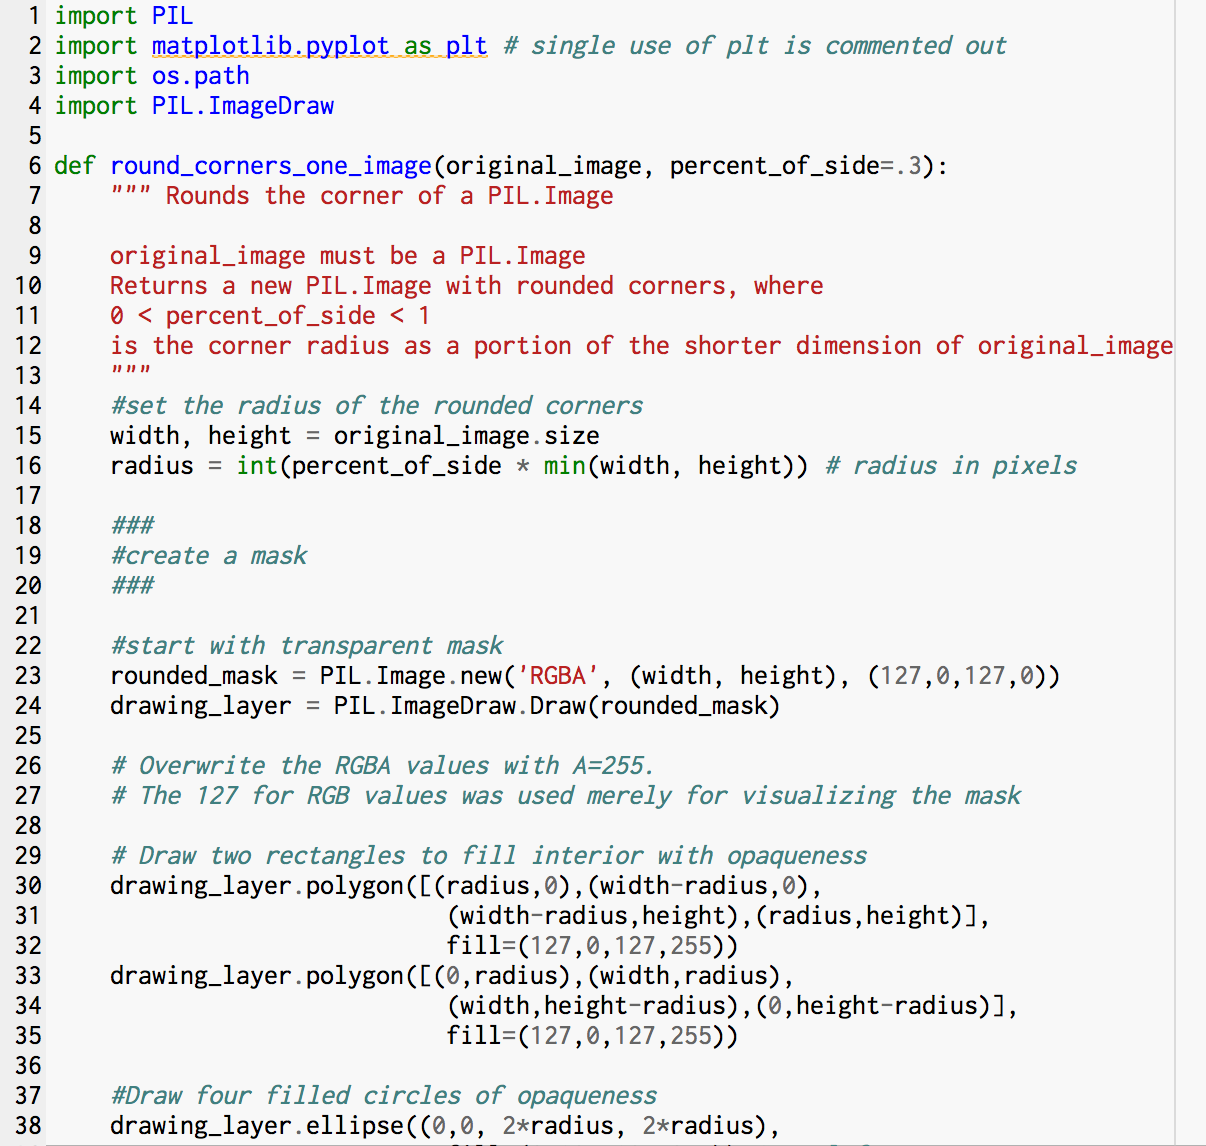 1 import PIL
2 import matplotlib.pyplot as plt # single use of plt is commented out
3 import os.path
4 import PIL.ImageDraw
5
6 def round_corners_one_image(original_image, percent_of_side=.3):
7     """ Rounds the corner of a PIL.Image
8
9     original_image must be a PIL.Image
10     Returns a new PIL.Image with rounded corners, where
11     0 < percent_of_side < 1
12     is the corner radius as a portion of the shorter dimension of original_image
13     """
14     #set the radius of the rounded corners
15     width, height = original_image.size
16     radius = int(percent_of_side * min(width, height)) # radius in pixels
17
18     ###
19     #create a mask
20     ###
21
22     #start with transparent mask
23     rounded_mask = PIL.Image.new('RGBA', (width, height), (127,0,127,0))
24     drawing_layer = PIL.ImageDraw.Draw(rounded_mask)
25
26     # Overwrite the RGBA values with A=255.
27     # The 127 for RGB values was used merely for visualizing the mask
28
29     # Draw two rectangles to fill interior with opaqueness
30     drawing_layer.polygon([(radius,0),(width-radius,0),
31                             (width-radius,height),(radius,height)],
32                             fill=(127,0,127,255))
33     drawing_layer.polygon([(0,radius),(width,radius),
34                             (width,height-radius),(0,height-radius)],
35                             fill=(127,0,127,255))
36
37     #Draw four filled circles of opaqueness
38     drawing_layer.ellipse((0,0, 2*radius, 2*radius),